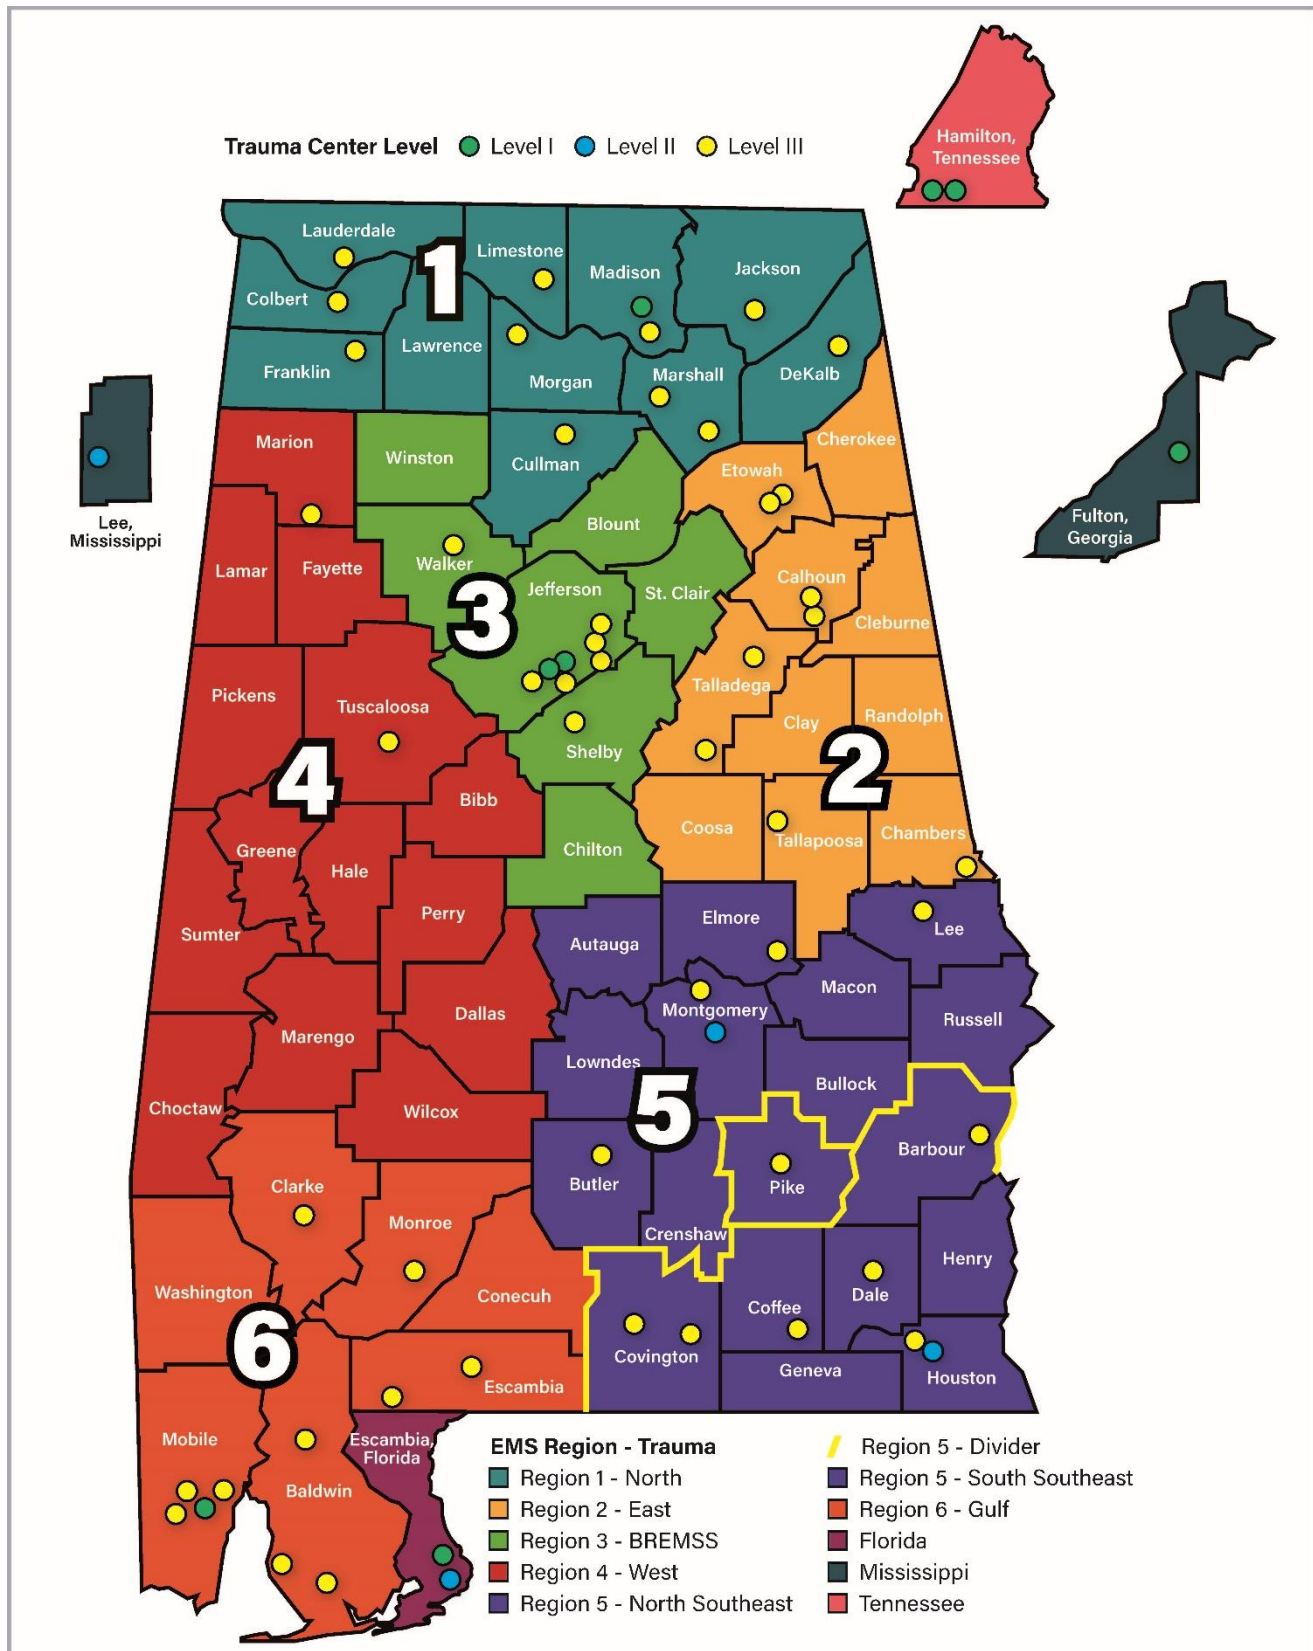 Hamilton,
Tennessee
Trauma Center Level Level I Level II Level III
Lauderdale
Limestone
Madison
Jackson
1
Colbert
Lawrence
Franklin
Morgan
Marshall
DeKalb
Marion
Winston
Cullman
Cherokee
Etowah
Lee,
Mississippi
Blount
Fulton,
Georgia
Lamar
Fayette
Walker
Jefferson
St. Clair
Calhoun
3
Cleburne
Pickens
Tuscaloosa
Talladega
Clay
Randolph
Shelby
4
2
Bibb
Greene
Hale
Chilton
Coosa
Tallapoosa
Chambers
Perry
Sumter
Autauga
Elmore
Lee
Macon
Marengo
Dallas
Montgomery
Russell
Lowndes
Bullock
Choctaw
Wilcox
5
Barbour
Clarke
Butler
Pike
Monroe
Crenshaw
Henry
Washington
Conecuh
Coffee
Dale
6
Covington
Geneva
Houston
Escambia
Mobile
Escambia,
Florida
Baldwin
EMS Region - Trauma
Region 1 - North
Region 2 - East
Region 3 - BREMSS
Region 4 - West
Region 5 - North Southeast
Region 5 - Divider
Region 5 - South Southeast
Region 6 - Gulf
Florida
Mississippi
Tennessee